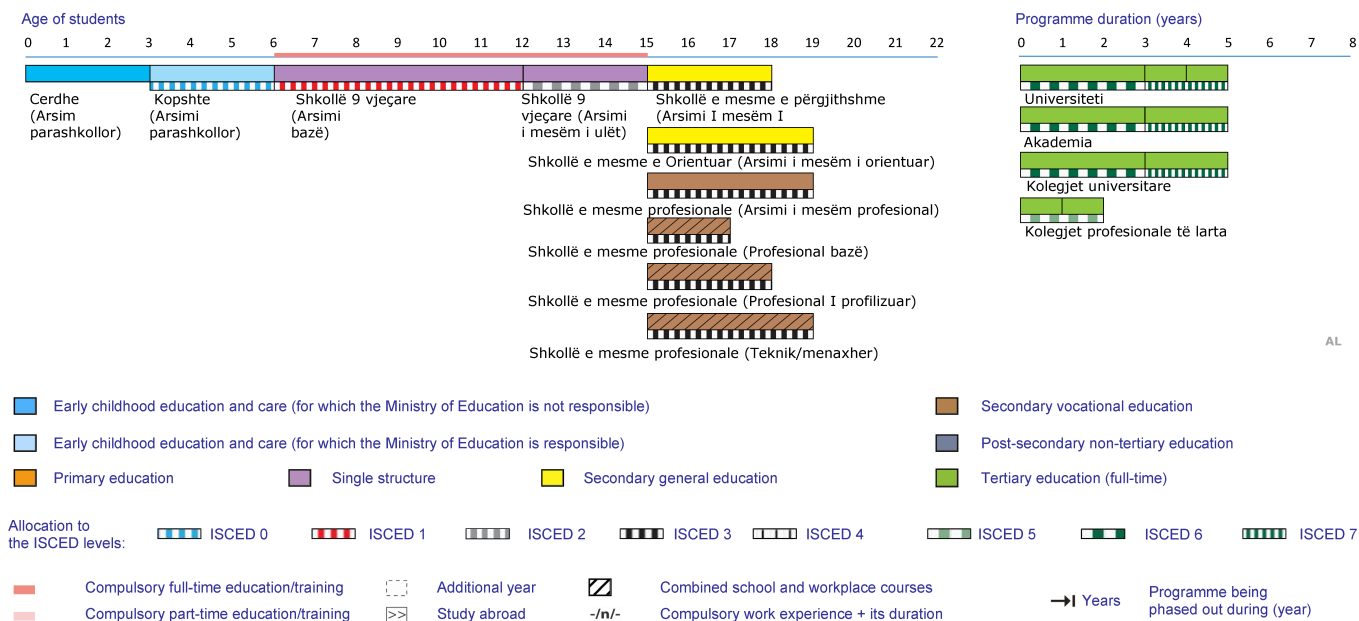 Age of students
Programme duration (years)
0 1 2 3 4 5 6 7 8 9 10 11 12 13 14 15 16 17 18 19 20 21 22
0 1 2 3 4 5 6 7 8
Cerdhe
(Arsim
parashkollor)
Kopshte
(Arsimi
parashkollor)
Shkollë 9 vjeçare
(Arsimi
bazë)
Shkollë 9
vjeçare (Arsimi
i mesëm i ulët)
Shkollë e mesme e përgjithshme
(Arsimi I mesëm I
Shkollë e mesme e Orientuar (Arsimi i mesëm i orientuar)
Shkollë e mesme profesionale (Arsimi i mesëm profesional)
Shkollë e mesme profesionale (Profesional bazë)
Shkollë e mesme profesionale (Profesional I profilizuar)
Shkollë e mesme profesionale (Teknik/menaxher)
Universiteti
Akademia
Kolegjet universitare
Kolegjet profesionale të larta
AL
Early childhood education and care (for which the Ministry of Education is not responsible)
Secondary vocational education
Early childhood education and care (for which the Ministry of Education is responsible)
Post-secondary non-tertiary education
Primary education
Single structure
Secondary general education
Tertiary education (full-time)
Allocation to
the ISCED levels:
ISCED 0
ISCED 1
ISCED 2
ISCED 3
ISCED 4
ISCED 5
ISCED 6
ISCED 7
Compulsory full-time education/training
Additional year
Combined school and workplace courses
Compulsory part-time education/training
>> Study abroad
-/n/- Compulsory work experience + its duration
Years
Programme being
phased out during (year)